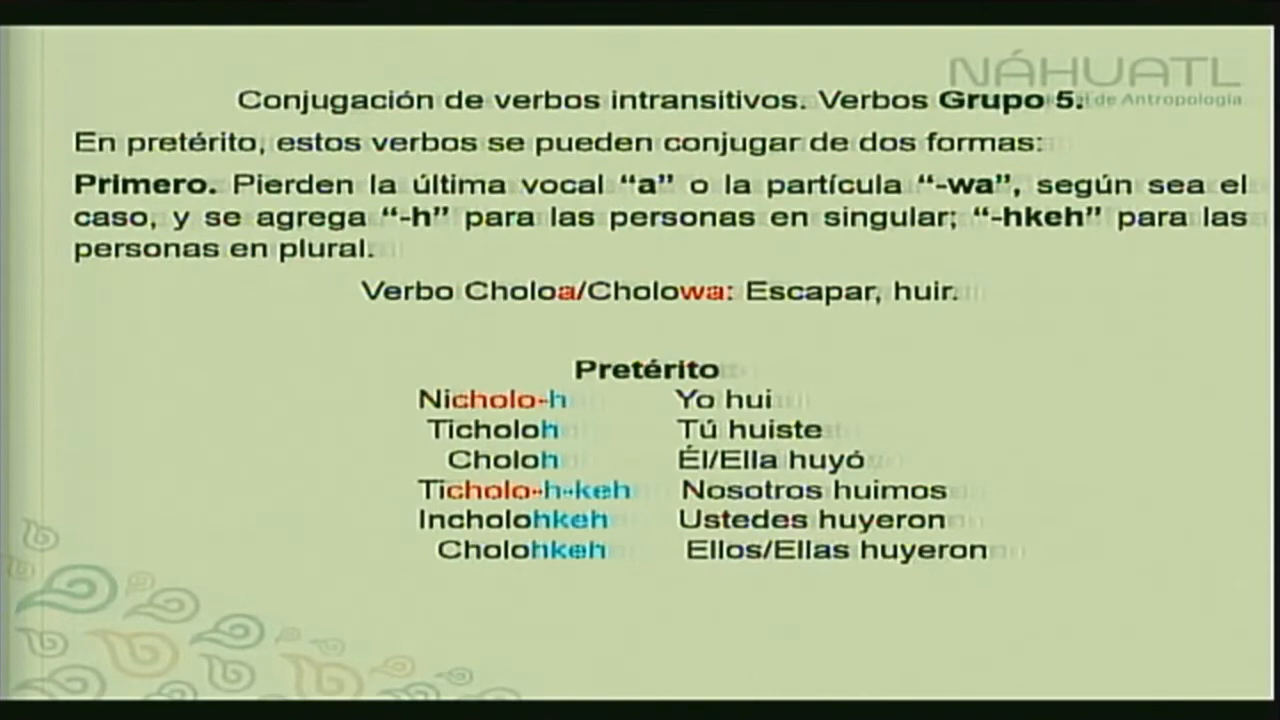 NÁHUATL
de Antropología
Conjugación de verbos intransitivos. Verbos Grupo 5.
En pretérito, estos verbos se pueden conjugar de dos formas:
Primero. Pierden la última vocal “a” o la partícula “-wa”, según sea el
caso, y se agrega “-h” para las personas en singular; “-hkeh” para las
personas en plural.
Verbo Choloa/Cholowa: Escapar, huir.
Pretérito
Nicholo-h Yo hui
Ticholoh Tú huiste
Choloh Él/Ella huyó
Ticholo-h-keh Nosotros huimos
Incholohkeh Ustedes huyeron
Cholohkeh Ellos/Ellas huyeron